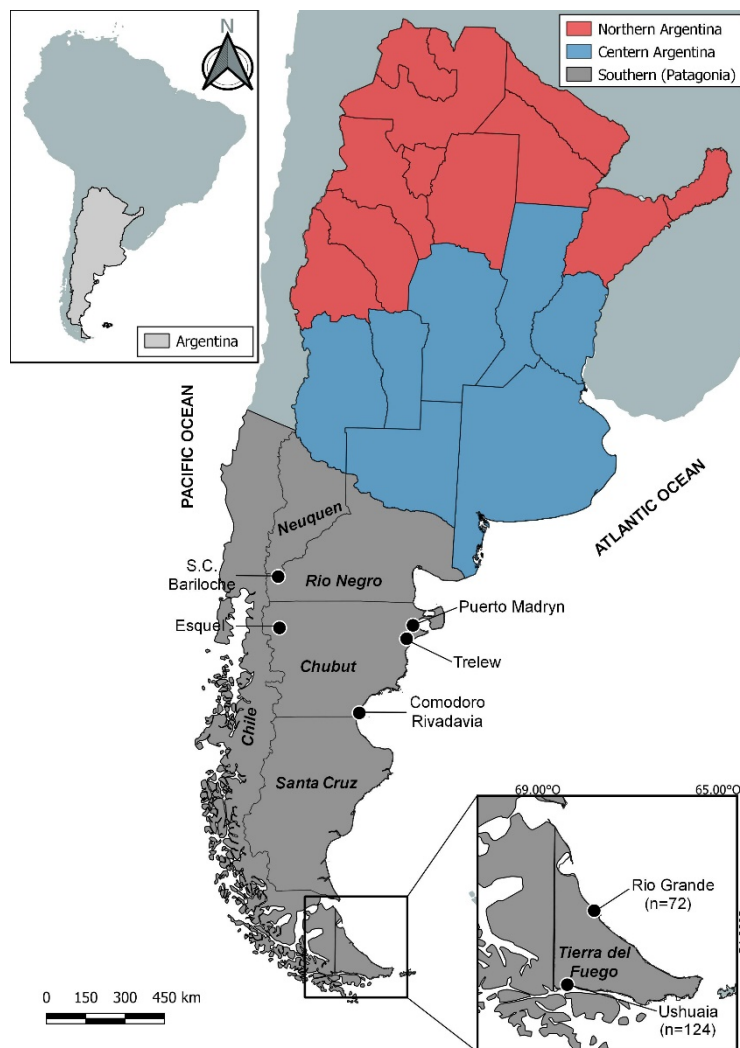 N
Argentina
Northern Argentina
Centern Argentina
Southern (Patagonia)
PACIFIC OCEAN
ATLANTIC OCEAN
Neuquen
S.C.
Bariloche
Rio Negro
Puerto Madryn
Esquel
Trelew
Chubut
Comodoro
Rivadavia
Chile
Santa Cruz
69.00°O
65.00°O
Rio Grande
(n=72)
Tierra del
Fuego
Ushuaia
(n=124)
0 150 300 450 km